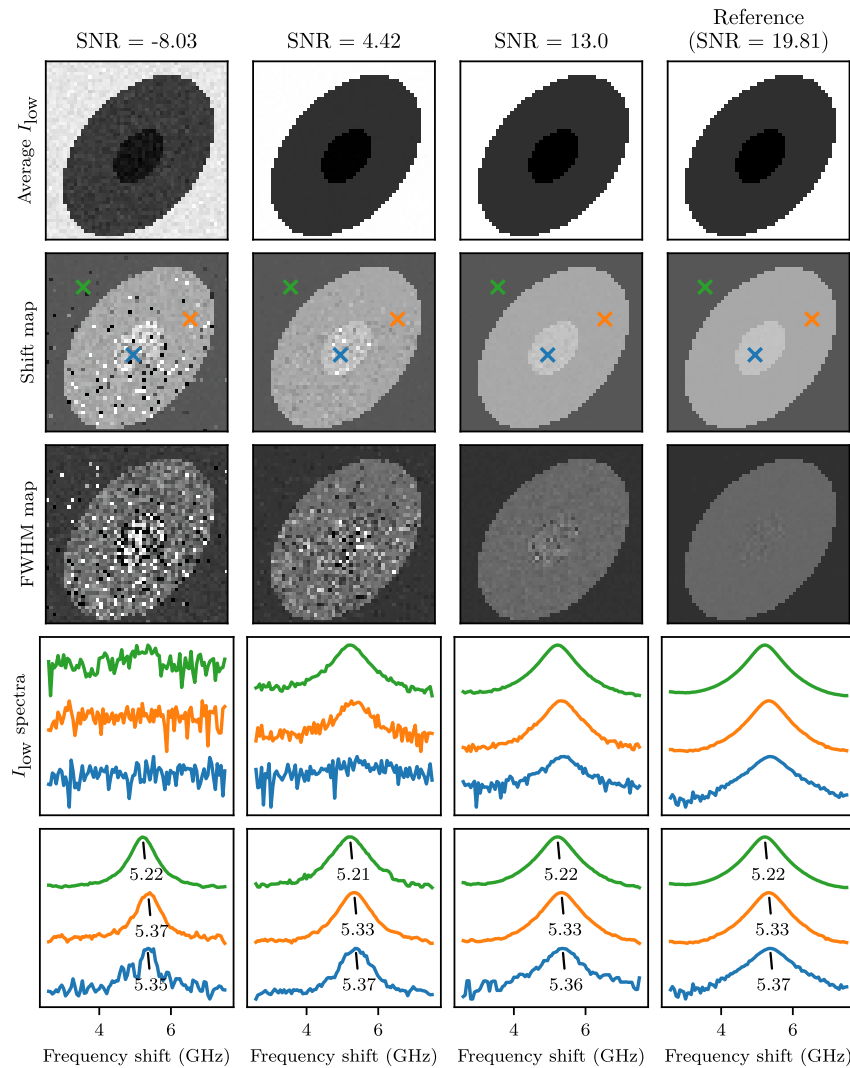 Reference
SNR = -8.03
SNR = 4.42
SNR = 13.0
(SNR = 19.81)
Average I_low
Shift map
FWHM map
I_low spectra
5.22
5.37
5.35
5.21
5.33
5.37
5.22
5.33
5.36
5.22
5.33
5.37
4 6
4 6
4 6
4 6
Frequency shift (GHz)
Frequency shift (GHz)
Frequency shift (GHz)
Frequency shift (GHz)